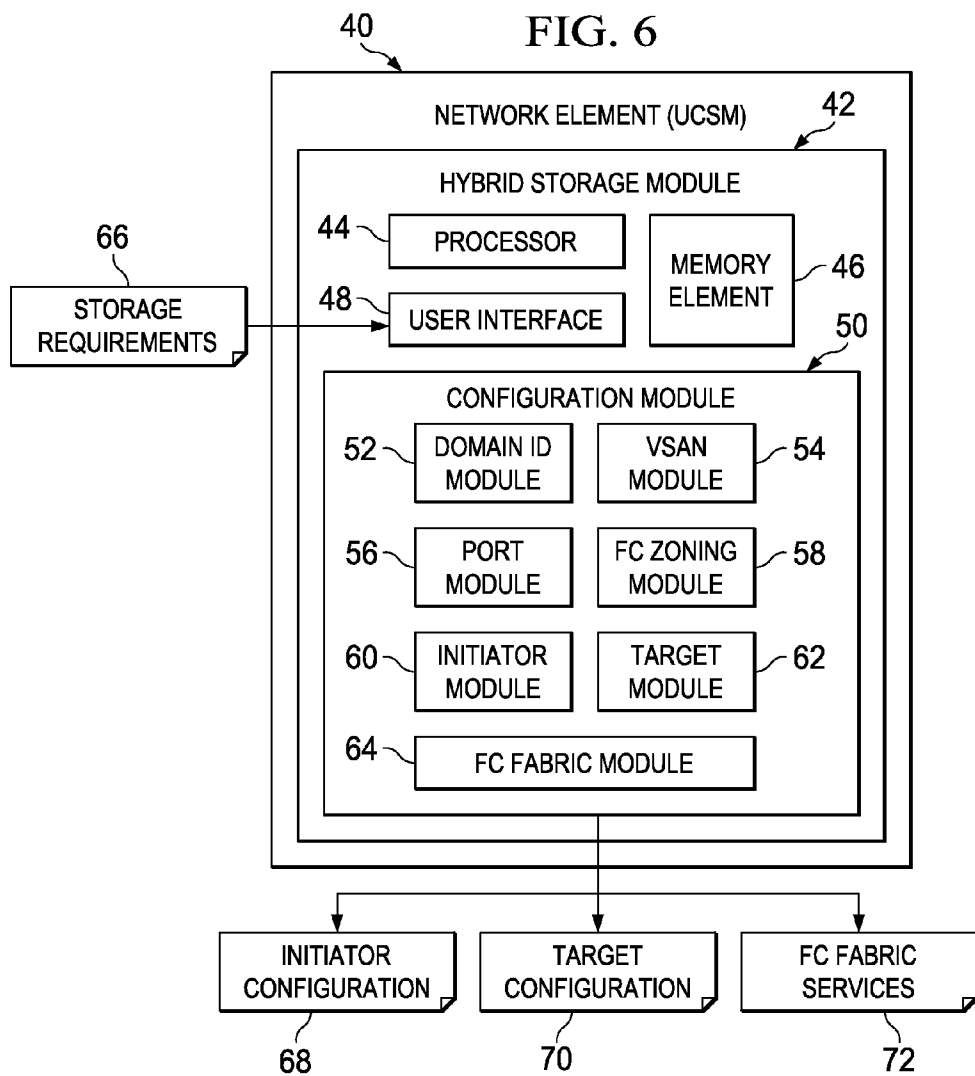 FIG. 6
40
NETWORK ELEMENT (UCSM)
42
HYBRID STORAGE MODULE
44
PROCESSOR
MEMORY
ELEMENT
46
66
STORAGE
REQUIREMENTS
48
USER INTERFACE
50
CONFIGURATION MODULE
52
DOMAIN ID
MODULE
VSAN
MODULE
54
56
PORT
MODULE
FC ZONING
MODULE
58
60
INITIATOR
MODULE
TARGET
MODULE
62
64
FC FABRIC MODULE
INITIATOR
CONFIGURATION
TARGET
CONFIGURATION
FC FABRIC
SERVICES
68
70
72